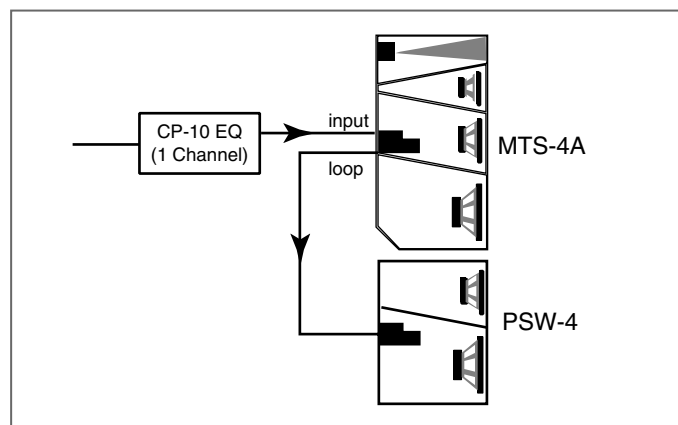 CP-10 EQ
(1 Channel)
input
loop
MTS-4A
PSW-4